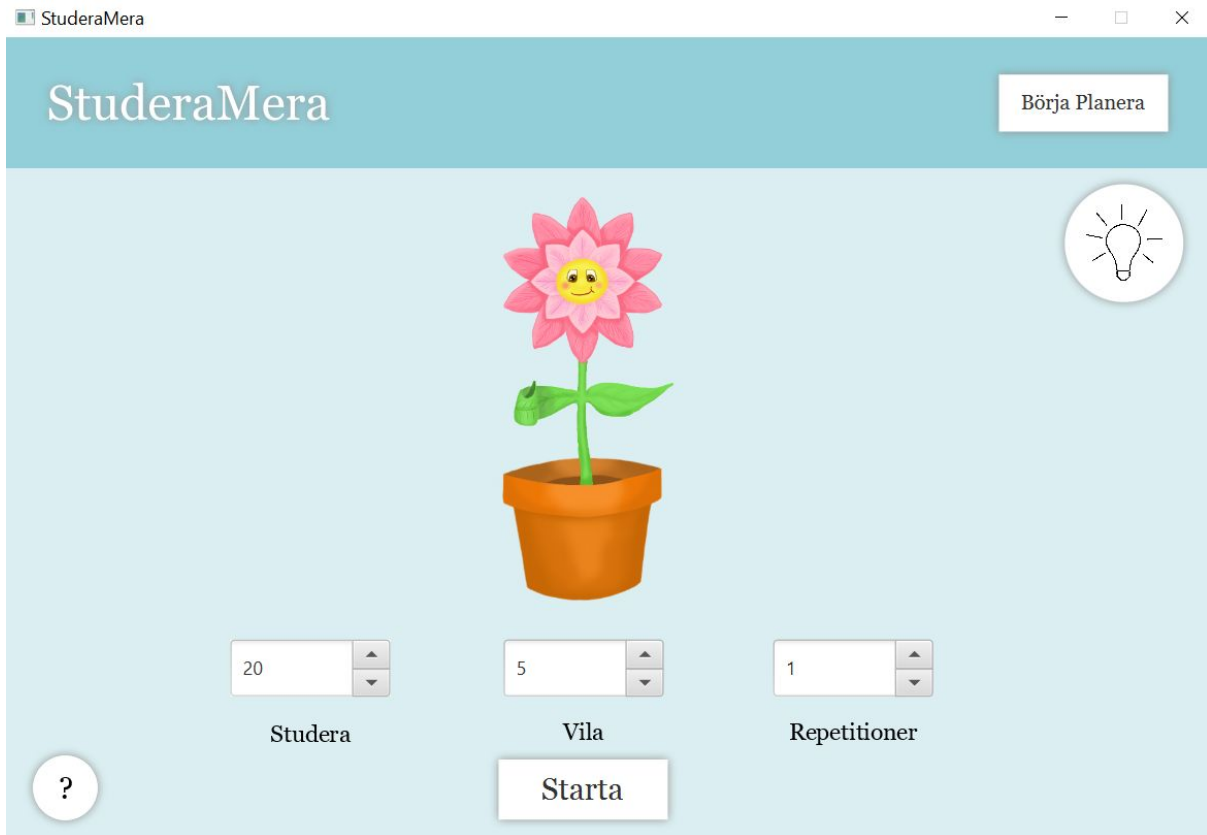 StuderaMera
StuderaMera
Börja Planera
20
5
1
Studera
Vila
Repetitioner
?
Starta